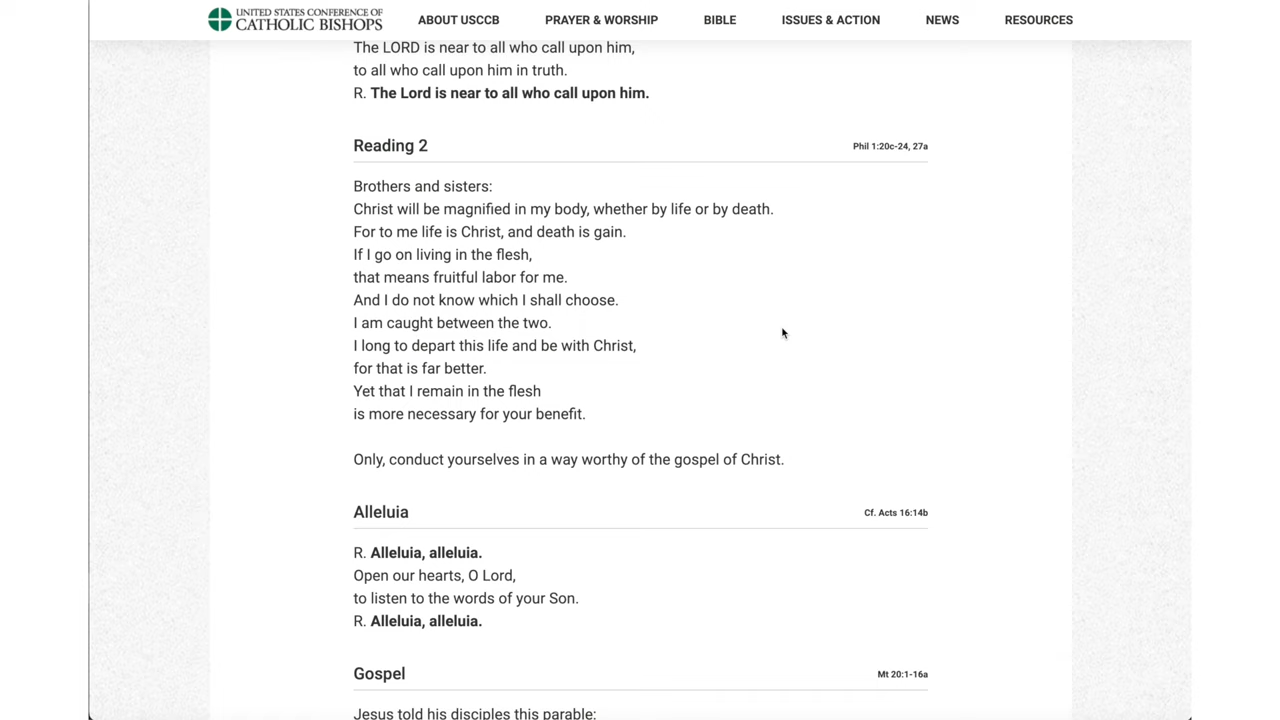 UNITED STATES CONFERENCE OF
CATHOLIC BISHOPS
ABOUT USCCB
PRAYER & WORSHIP
BIBLE
ISSUES & ACTION
NEWS
RESOURCES
The LORD is near to all who call upon him,
to all who call upon him in truth.
R. The Lord is near to all who call upon him.
Reading 2
Phil 1:20c-24, 27a
Brothers and sisters:
Christ will be magnified in my body, whether by life or by death.
For to me life is Christ, and death is gain.
If I go on living in the flesh,
that means fruitful labor for me.
And I do not know which I shall choose.
I am caught between the two.
I long to depart this life and be with Christ,
for that is far better.
Yet that I remain in the flesh
is more necessary for your benefit.
Only, conduct yourselves in a way worthy of the gospel of Christ.
Alleluia
Cf. Acts 16:14b
R. Alleluia, alleluia.
Open our hearts, O Lord,
to listen to the words of your Son.
R. Alleluia, alleluia.
Gospel
Mt 20:1-16a
Jesus told his disciples this parable: